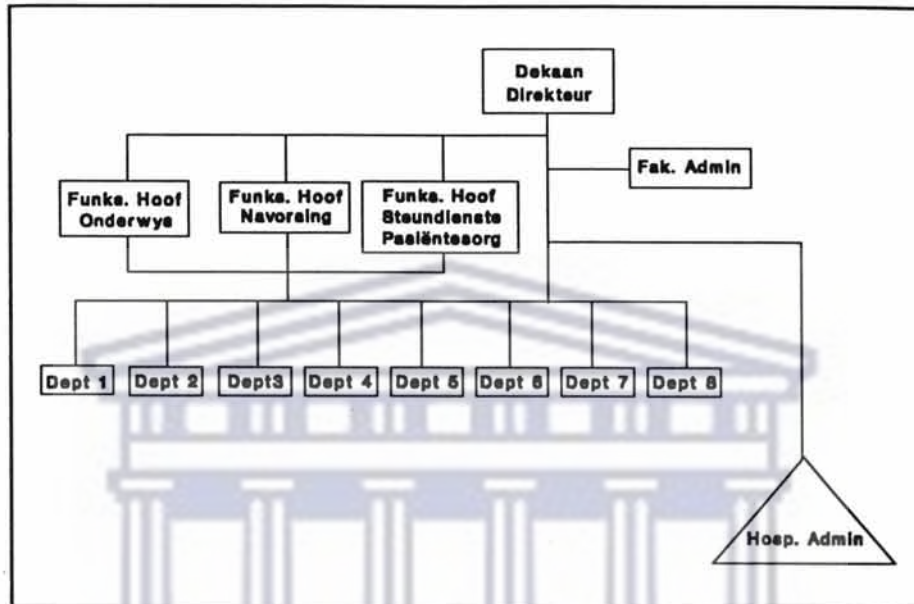 Dekaan
Direkteur
Fak. Admin
Funks. Hoof
Onderwys
Funks. Hoof
Navorsing
Funks. Hoof
Steundienste
Pasiëntesorg
Dept 1
Dept 2
Dept3
Dept 4
Dept 5
Dept 6
Dept 7
Dept 8
Hosp. Admin